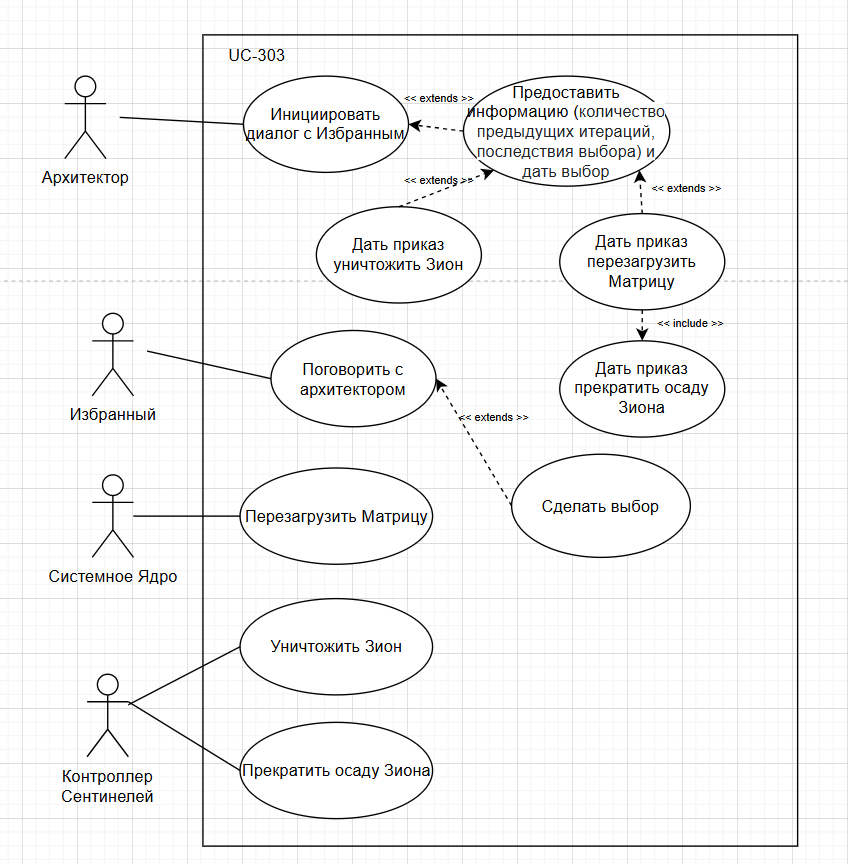 UC-303
Инициировать
диалог с Избранным
<< extends >>
Предоставить
информацию (количество
предыдущих итераций,
последствия выбора) и
дать выбор
Архитектор
<< extends >>
<< extends >>
Дать приказ
уничтожить Зион
Дать приказ
перезагрузить
Матрицу
<< include >>
Избранный
Поговорить с
архитектором
Дать приказ
прекратить осаду
Зиона
<< extends >>
Сделать выбор
Системное Ядро
Перезагрузить Матрицу
Уничтожить Зион
Контроллер
Сентинелей
Прекратить осаду Зиона